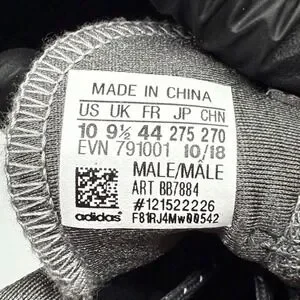 MADE IN CHINA
US UK FR JP CHN
10 9½ 44 275 270
EVN 791001 10/18
MALE/MÂLE
ART BB7884
#121522226
adidas F81RJ4Mw00542